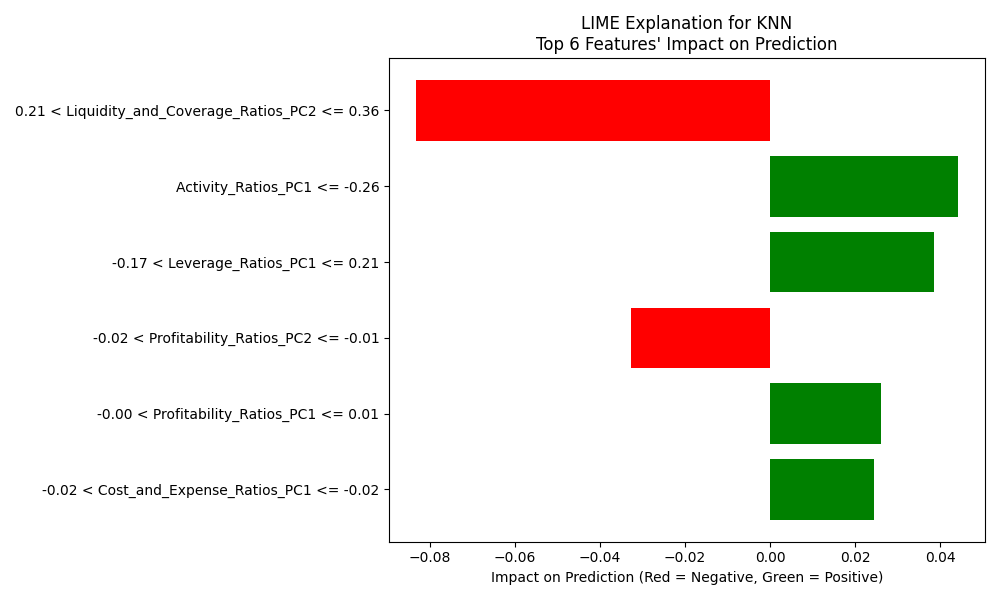 LIME Explanation for KNN
Top 6 Features' Impact on Prediction
0.21 < Liquidity_and_Coverage_Ratios_PC2 <= 0.36
Activity_Ratios_PC1 <= -0.26
-0.17 < Leverage_Ratios_PC1 <= 0.21
-0.02 < Profitability_Ratios_PC2 <= -0.01
-0.00 < Profitability_Ratios_PC1 <= 0.01
-0.02 < Cost_and_Expense_Ratios_PC1 <= -0.02
−0.08 −0.06 −0.04 −0.02 0.00 0.02 0.04
Impact on Prediction (Red = Negative, Green = Positive)